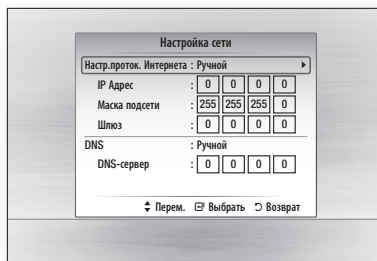 Настройка сети
Настр.проток. Интернета : Ручной
IP Адрес : 0 0 0 0
Маска подсети : 255 255 255 0
Шлюз : 0 0 0 0
DNS : Ручной
DNS-сервер : 0 0 0 0
Перем. Выбрать Возврат